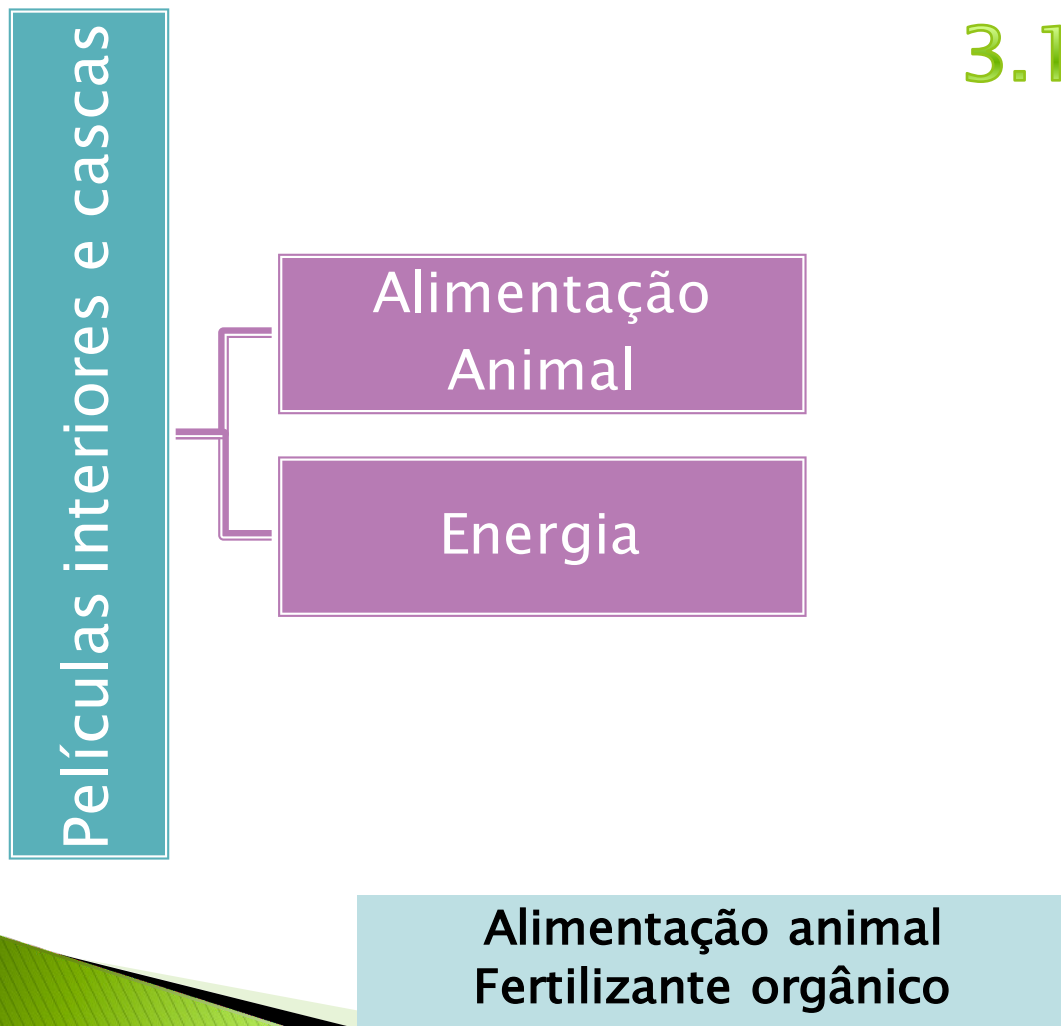 3.1
Películas interiores e cascas
Alimentação
Animal
Energia
Alimentação animal
Fertilizante orgânico